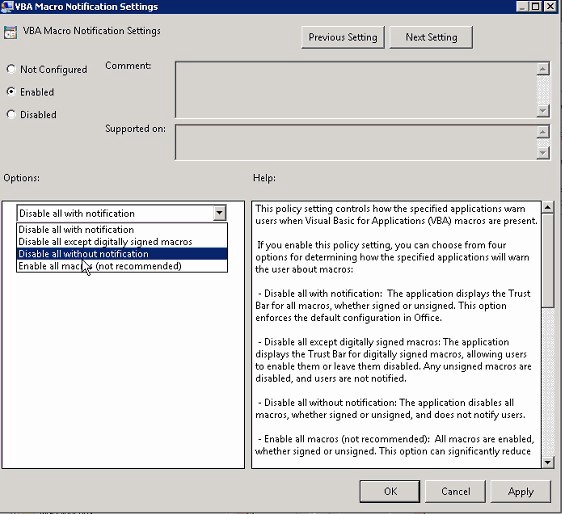 VBA Macro Notification Settings
VBA Macro Notification Settings
Previous Setting
Next Setting
Not Configured
Comment:
Enabled
Disabled
Supported on:
Options:
Help:
Disable all with notification
Disable all with notification
Disable all except digitally signed macros
Disable all without notification
Enable all macros (not recommended)
This policy setting controls how the specified applications warn
users when Visual Basic for Applications (VBA) macros are present.
If you enable this policy setting, you can choose from four
options for determining how the specified applications will
warn the user about macros:
- Disable all with notification:  The application displays the Trust
Bar for all macros, whether signed or unsigned. This option
enforces the default configuration in Office.
- Disable all except digitally signed macros: The application
displays the Trust Bar for digitally signed macros, allowing users
to enable them or leave them disabled. Any unsigned macros are
disabled, and users are not notified.
- Disable all without notification: The application disables all
macros, whether signed or unsigned, and does not notify users.
- Enable all macros (not recommended):  All macros are enabled,
whether signed or unsigned. This option can significantly reduce
OK
Cancel
Apply